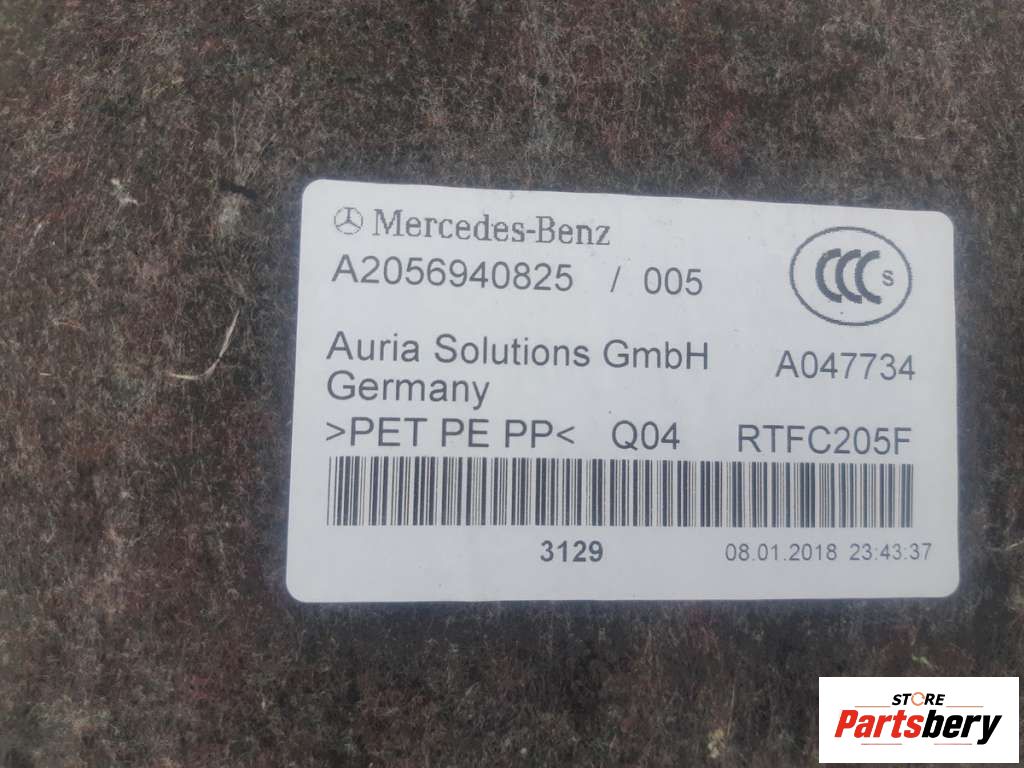 Mercedes-Benz
A2056940825 / 005
CCC S
Auria Solutions GmbH A047734
Germany
>PET PE PP< Q04 RTFC205F
3129 08.01.2018 23:43:37
STORE
Partsbery